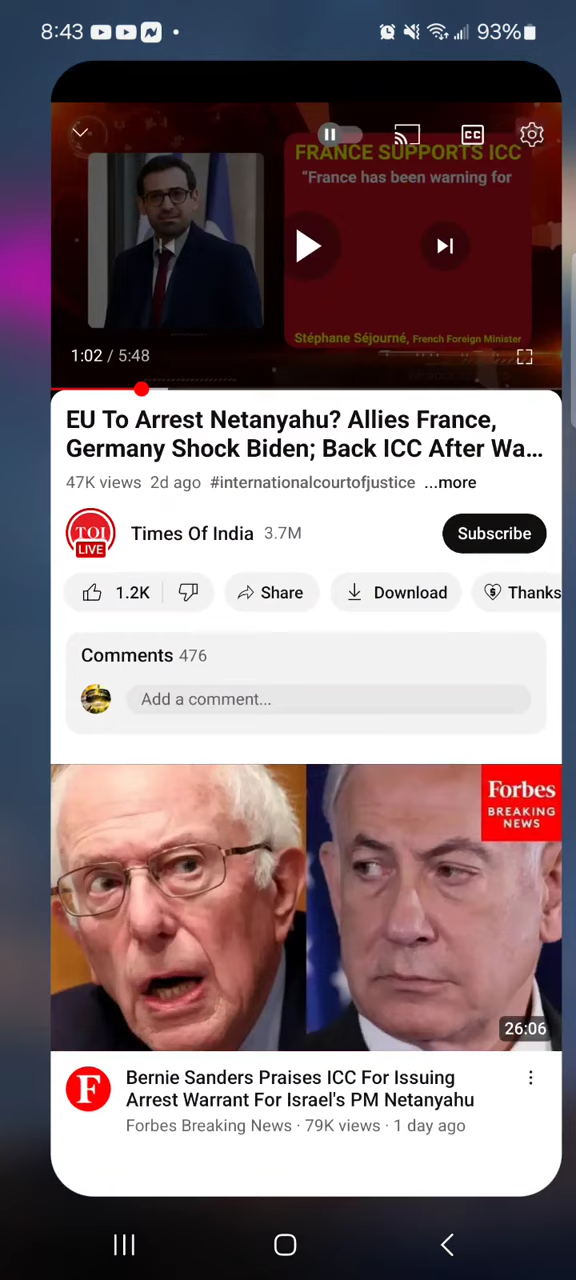 8:43
93%
FRANCE SUPPORTS ICC
“France has been warning for
Stéphane Séjourné, French Foreign Minister
1:02 / 5:48
EU To Arrest Netanyahu? Allies France,
Germany Shock Biden; Back ICC After Wa...
47K views 2d ago #internationalcourtofjustice ...more
TOI
LIVE
Times Of India 3.7M
Subscribe
1.2K
Share
Download
Thanks
Comments 476
Add a comment...
Forbes
BREAKING
NEWS
26:06
F
Bernie Sanders Praises ICC For Issuing
Arrest Warrant For Israel's PM Netanyahu
Forbes Breaking News · 79K views · 1 day ago